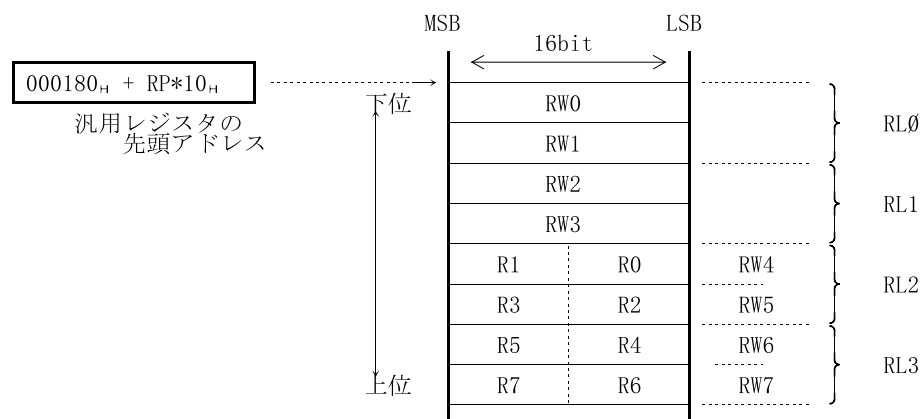 MSB LSB
16bit
000180H + RP*10H
汎用レジスタの
先頭アドレス
下位
RW0
RLØ
RW1
RW2
RL1
RW3
R1 R0 RW4
RL2
R3 R2 RW5
R5 R4 RW6
RL3
上位
R7 R6 RW7